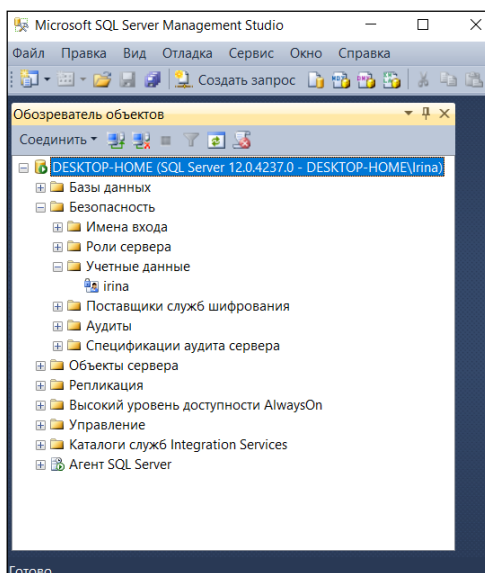 Microsoft SQL Server Management Studio
Файл Правка Вид Отладка Сервис Окно Справка
Создать запрос
Обозреватель объектов
Соединить
DESKTOP-HOME (SQL Server 12.0.4237.0 - DESKTOP-HOME\Irina)
Базы данных
Безопасность
Имена входа
Роли сервера
Учетные данные
irina
Поставщики служб шифрования
Аудиты
Спецификации аудита сервера
Объекты сервера
Репликация
Высокий уровень доступности AlwaysOn
Управление
Каталоги служб Integration Services
Агент SQL Server
Готово